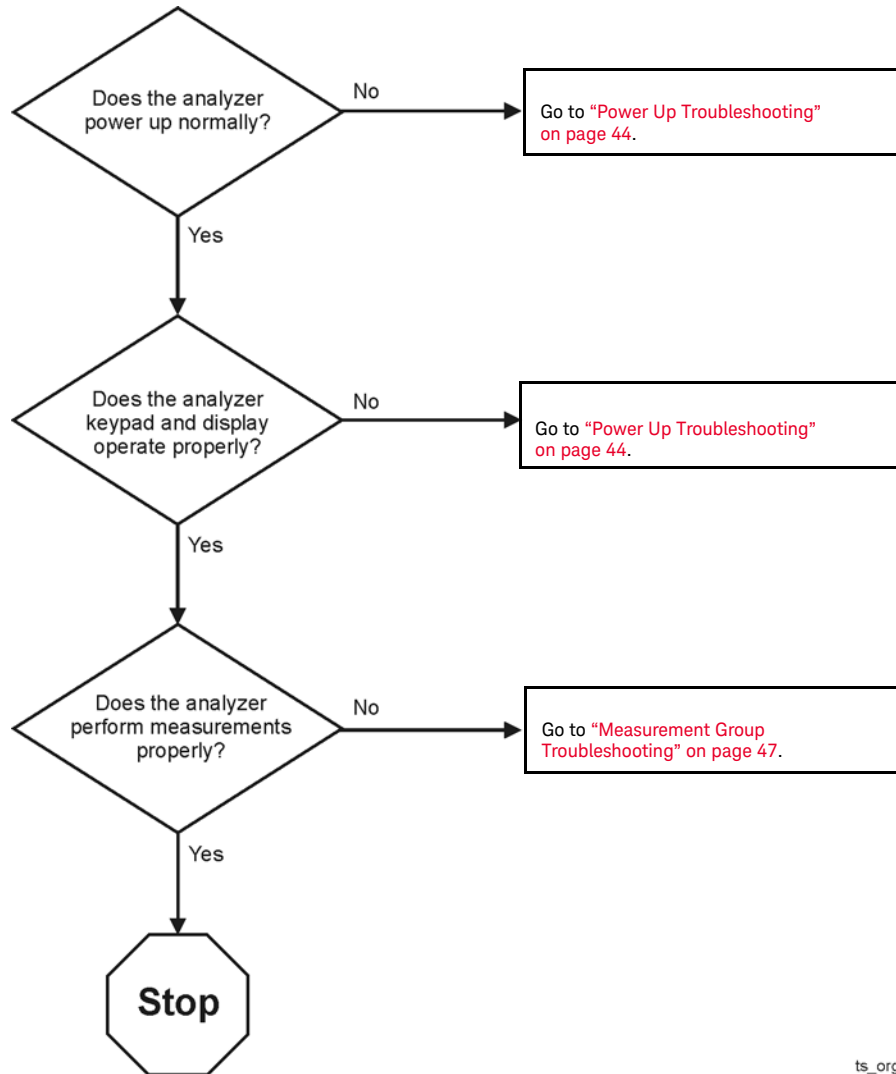 Does the analyzer
power up normally?
No
Go to “Power Up Troubleshooting”
on page 44.
Yes
Does the analyzer
keypad and display
operate properly?
No
Go to “Power Up Troubleshooting”
on page 44.
Yes
Does the analyzer
perform measurements
properly?
No
Go to “Measurement Group
Troubleshooting” on page 47.
Yes
Stop
ts_org